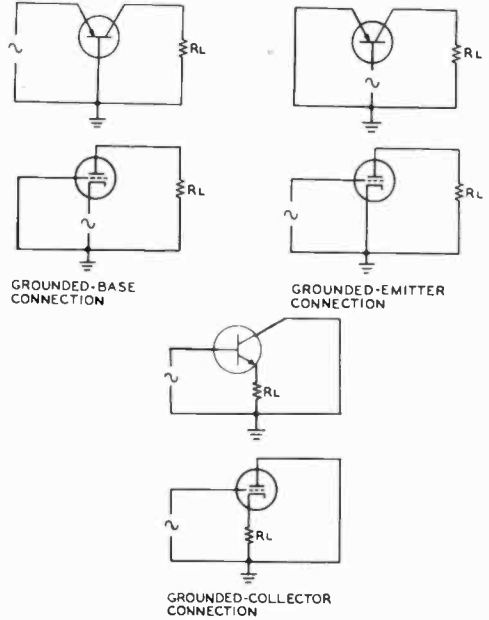 RL
RL
RL
RL
GROUNDED-BASE
CONNECTION
GROUNDED-EMITTER
CONNECTION
RL
RL
GROUNDED-COLLECTOR
CONNECTION